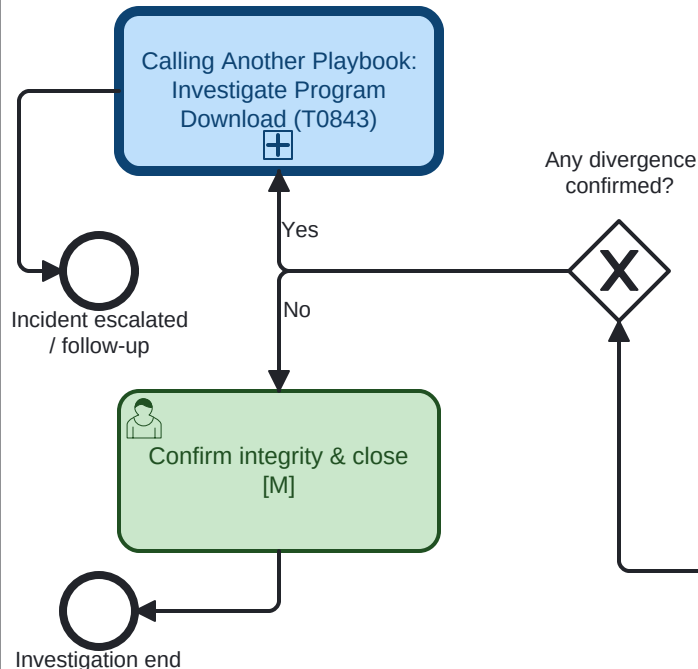 Calling Another Playbook:
Investigate Program
Download (T0843)
Any divergence
confirmed?
Yes
X
Incident escalated
/ follow-up
No
Confirm integrity & close
[M]
Investigation end